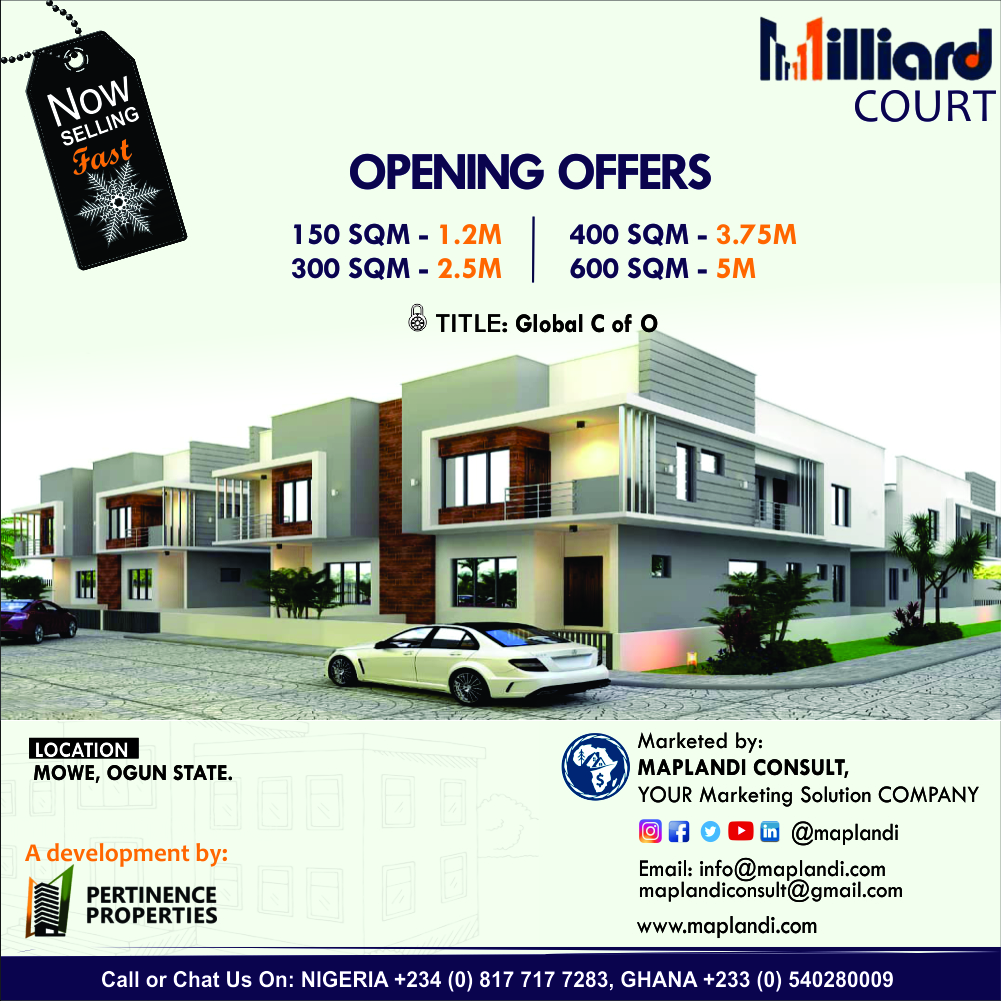 Now
SELLING
Fast
Milliard
COURT
OPENING OFFERS
150 SQM - 1.2M
300 SQM - 2.5M
400 SQM - 3.75M
600 SQM - 5M
TITLE: Global C of O
LOCATION
MOWE, OGUN STATE.
A development by:
PERTINENCE
PROPERTIES
Marketed by:
MAPLANDI CONSULT,
YOUR Marketing Solution COMPANY
@maplandi
Email: info@maplandi.com
maplandiconsult@gmail.com
www.maplandi.com
Call or Chat Us On: NIGERIA +234 (0) 817 717 7283, GHANA +233 (0) 540280009